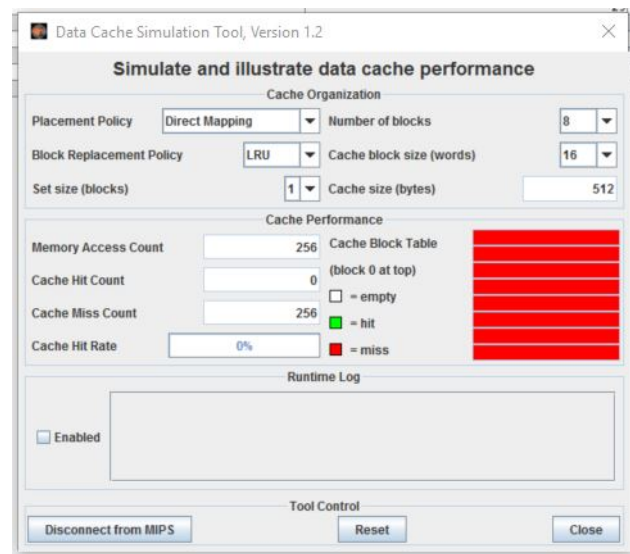 Data Cache Simulation Tool, Version 1.2
Simulate and illustrate data cache performance
Cache Organization
Placement Policy Direct Mapping Number of blocks 8
Block Replacement Policy LRU Cache block size (words) 16
Set size (blocks) 1 Cache size (bytes) 512
Cache Performance
Memory Access Count 256 Cache Block Table
Cache Hit Count 0 (block 0 at top)
= empty
Cache Miss Count 256 = hit
Cache Hit Rate 0% = miss
Runtime Log
Enabled
Tool Control
Disconnect from MIPS Reset Close